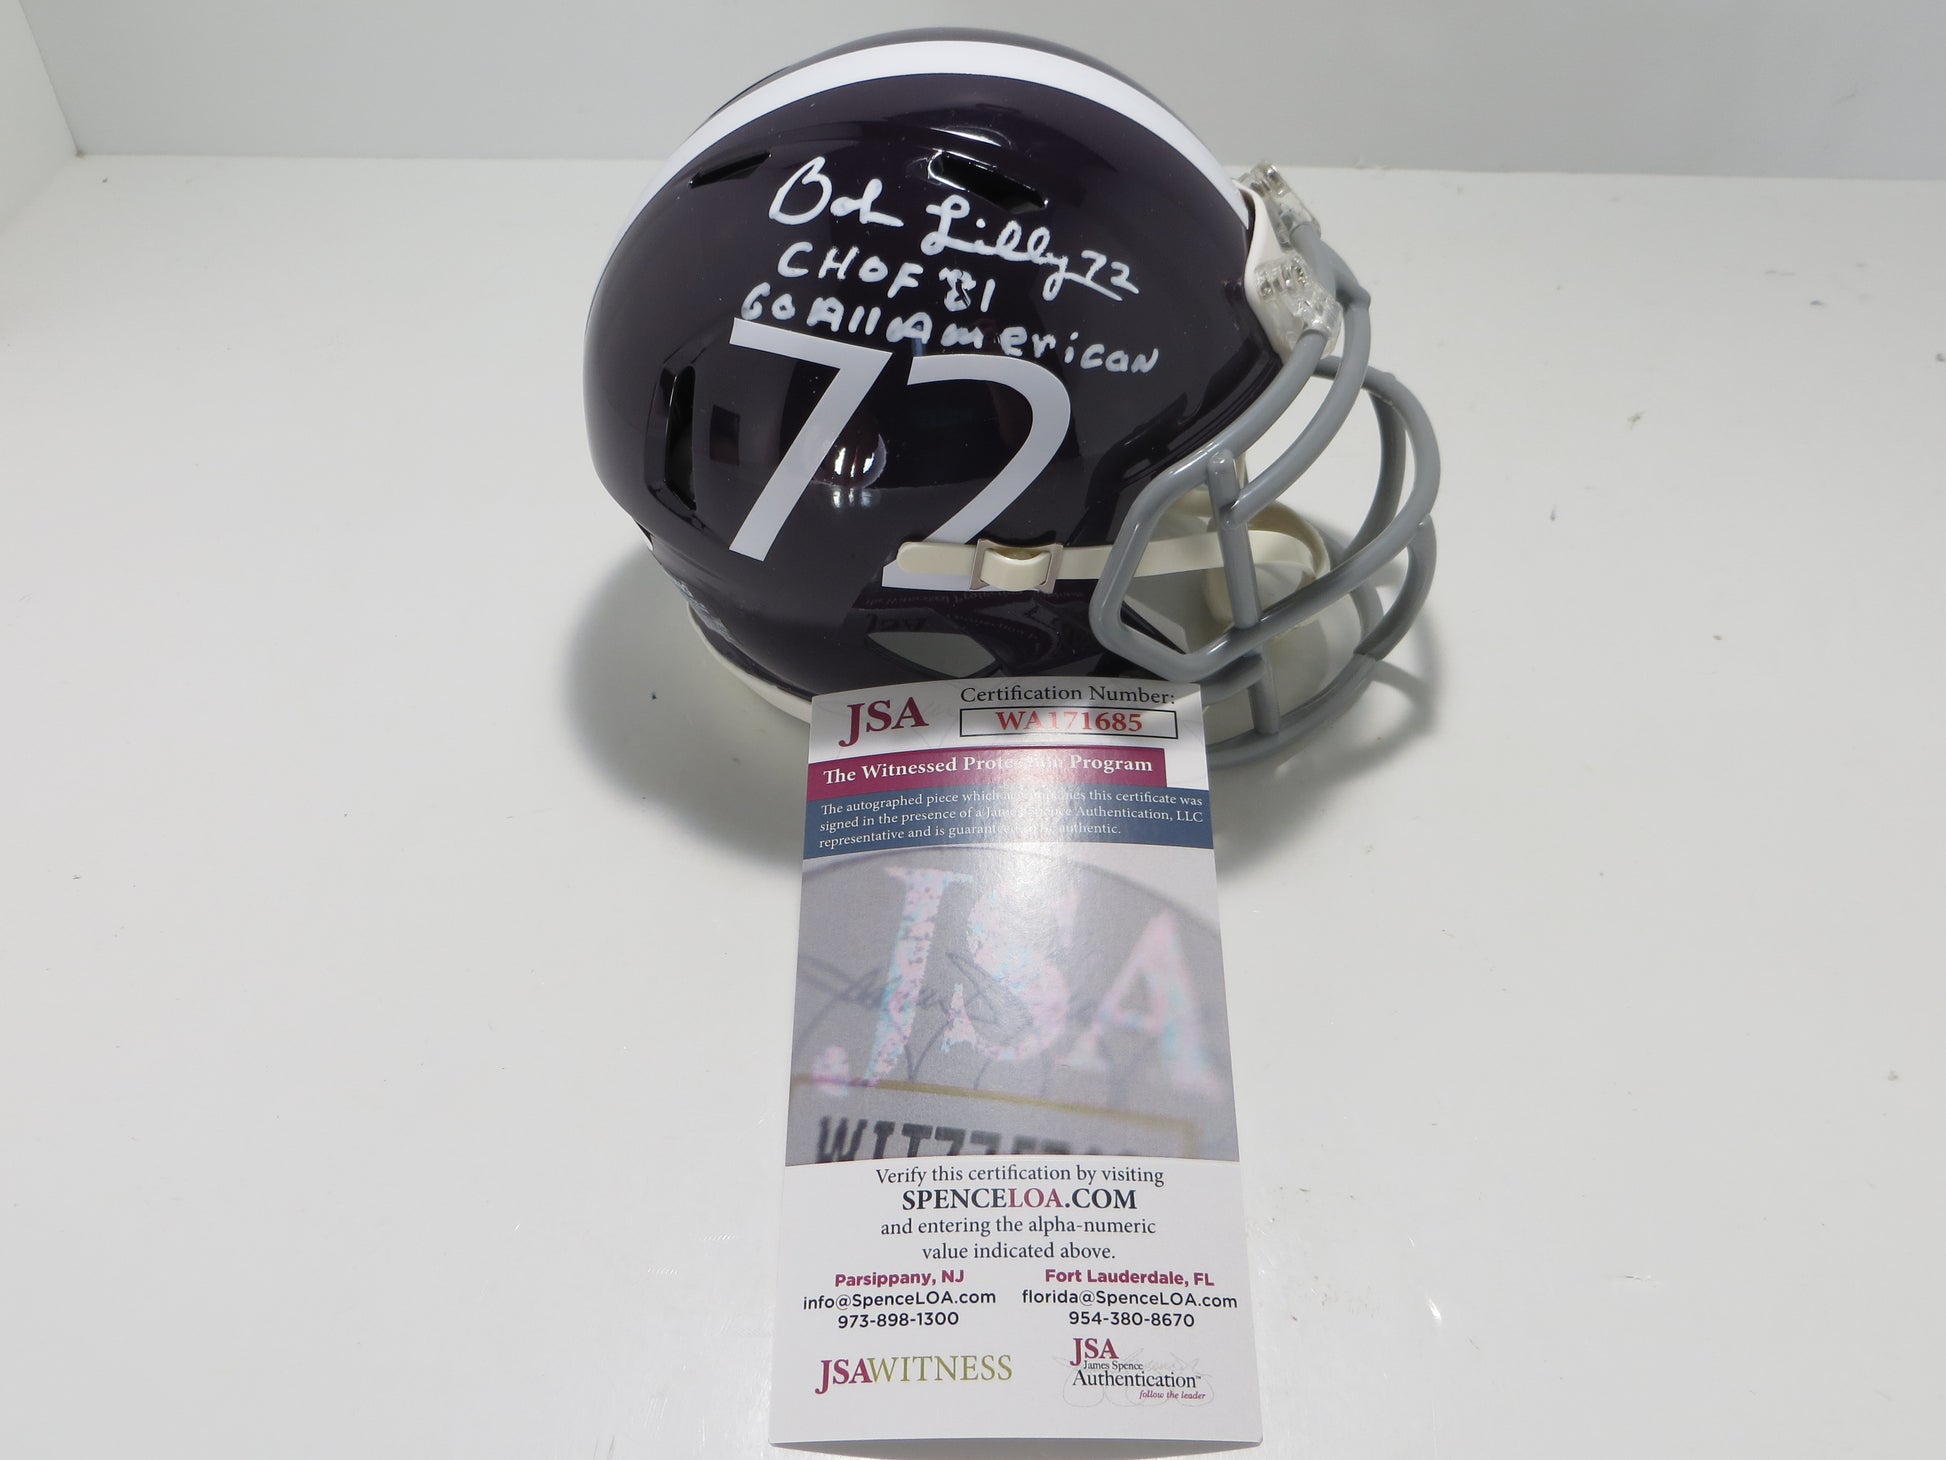 Bob Lilly 72
CHOF 81
60 All American
72
JSA
Certification Number:
WA171685
The Witnessed Protection Program
The autographed piece which accompanies this certificate was
signed in the presence of a James Spence Authentication, LLC
representative and is guaranteed to be authentic.
JSA
Verify this certification by visiting
SPENCELOA.COM
and entering the alpha-numeric
value indicated above.
Parsippany, NJ
info@SpenceLOA.com
973-898-1300
Fort Lauderdale, FL
florida@SpenceLOA.com
954-380-8670
JSAWITNESS
JSA
James Spence
Authentication
follow the leader